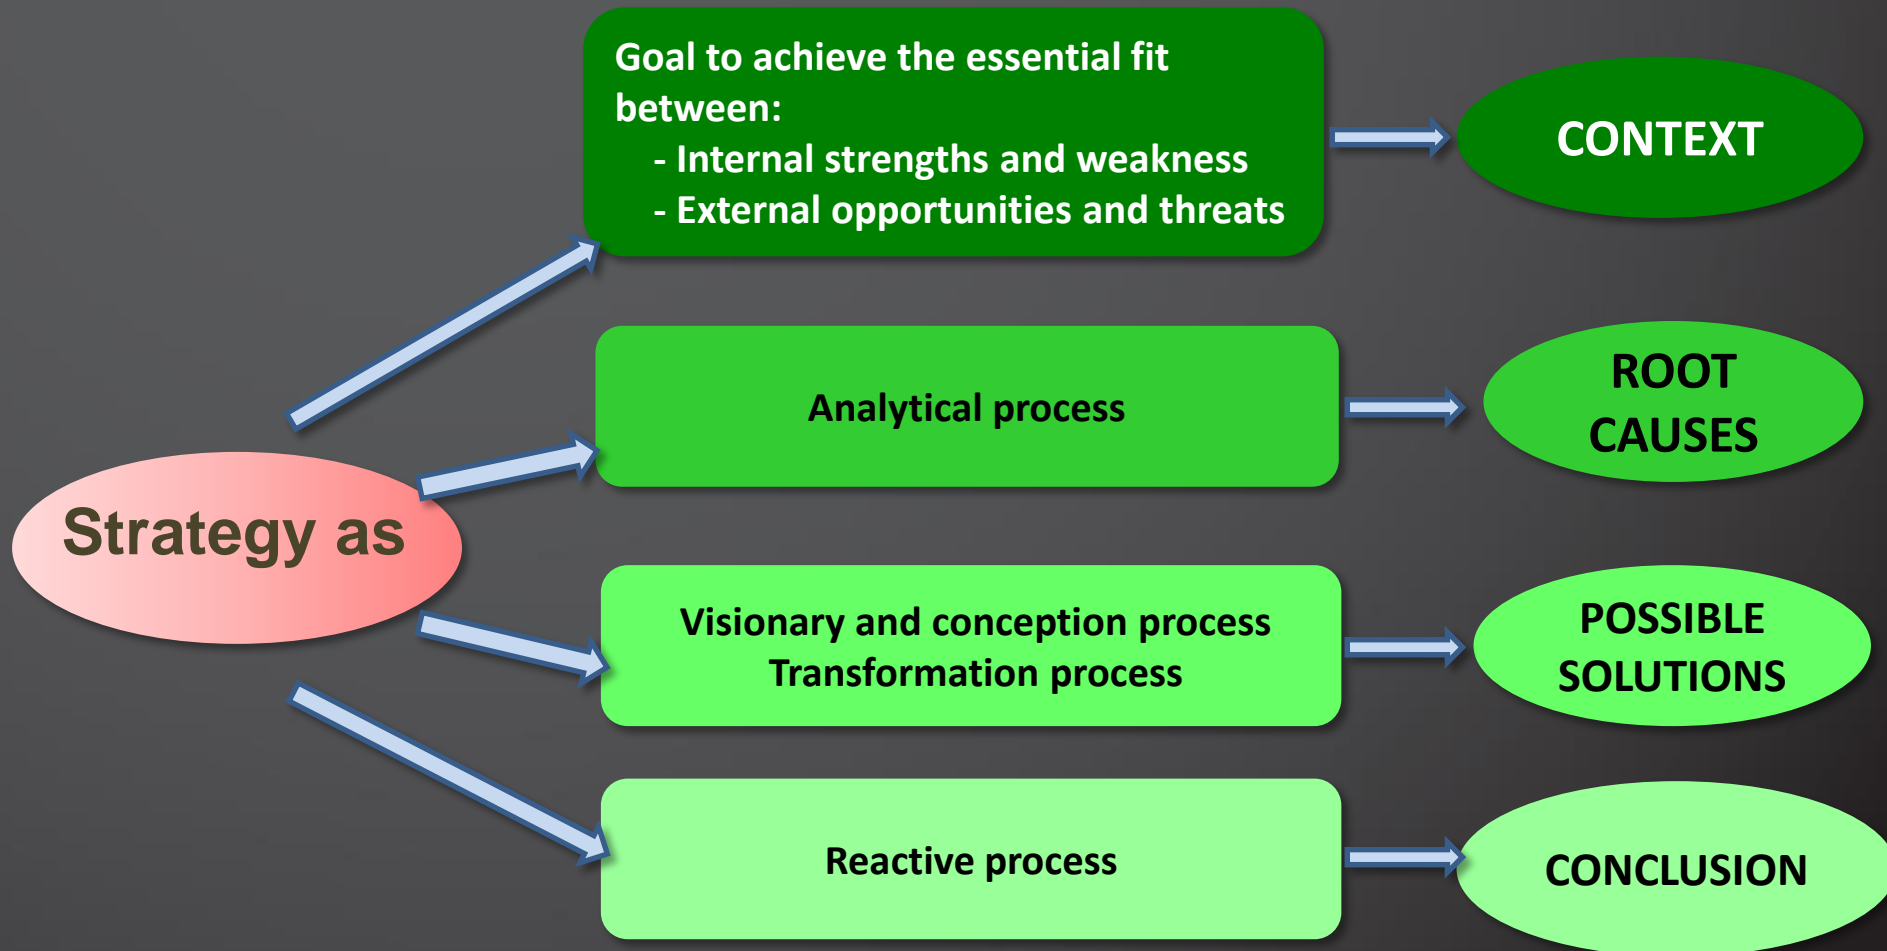 Goal to achieve the essential fit
between:
- Internal strengths and weakness
- External opportunities and threats
CONTEXT
Analytical process
ROOT
CAUSES
Strategy as
Visionary and conception process
Transformation process
POSSIBLE
SOLUTIONS
Reactive process
CONCLUSION